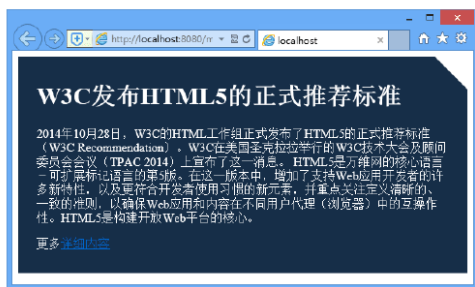 http://localhost:8080/m
localhost
W3C发布HTML5的正式推荐标准
2014年10月28日，W3C的HTML工作组正式发布了HTML5的正式推荐标准
（W3C Recommendation）。W3C在美国圣克拉拉举行的W3C技术大会及顾问
委员会会议（TPAC 2014）上宣布了这一消息。HTML5是万维网的核心语言
－可扩展标记语言的第5版。在这一版本中，增加了支持Web应用开发者的许
多新特性，以及更符合开发者使用习惯的新元素，并重点关注定义清晰的、
一致的准则，以确保Web应用和内容在不同用户代理（浏览器）中的互操作
性。HTML5是构建开放Web平台的核心。
更多详细内容